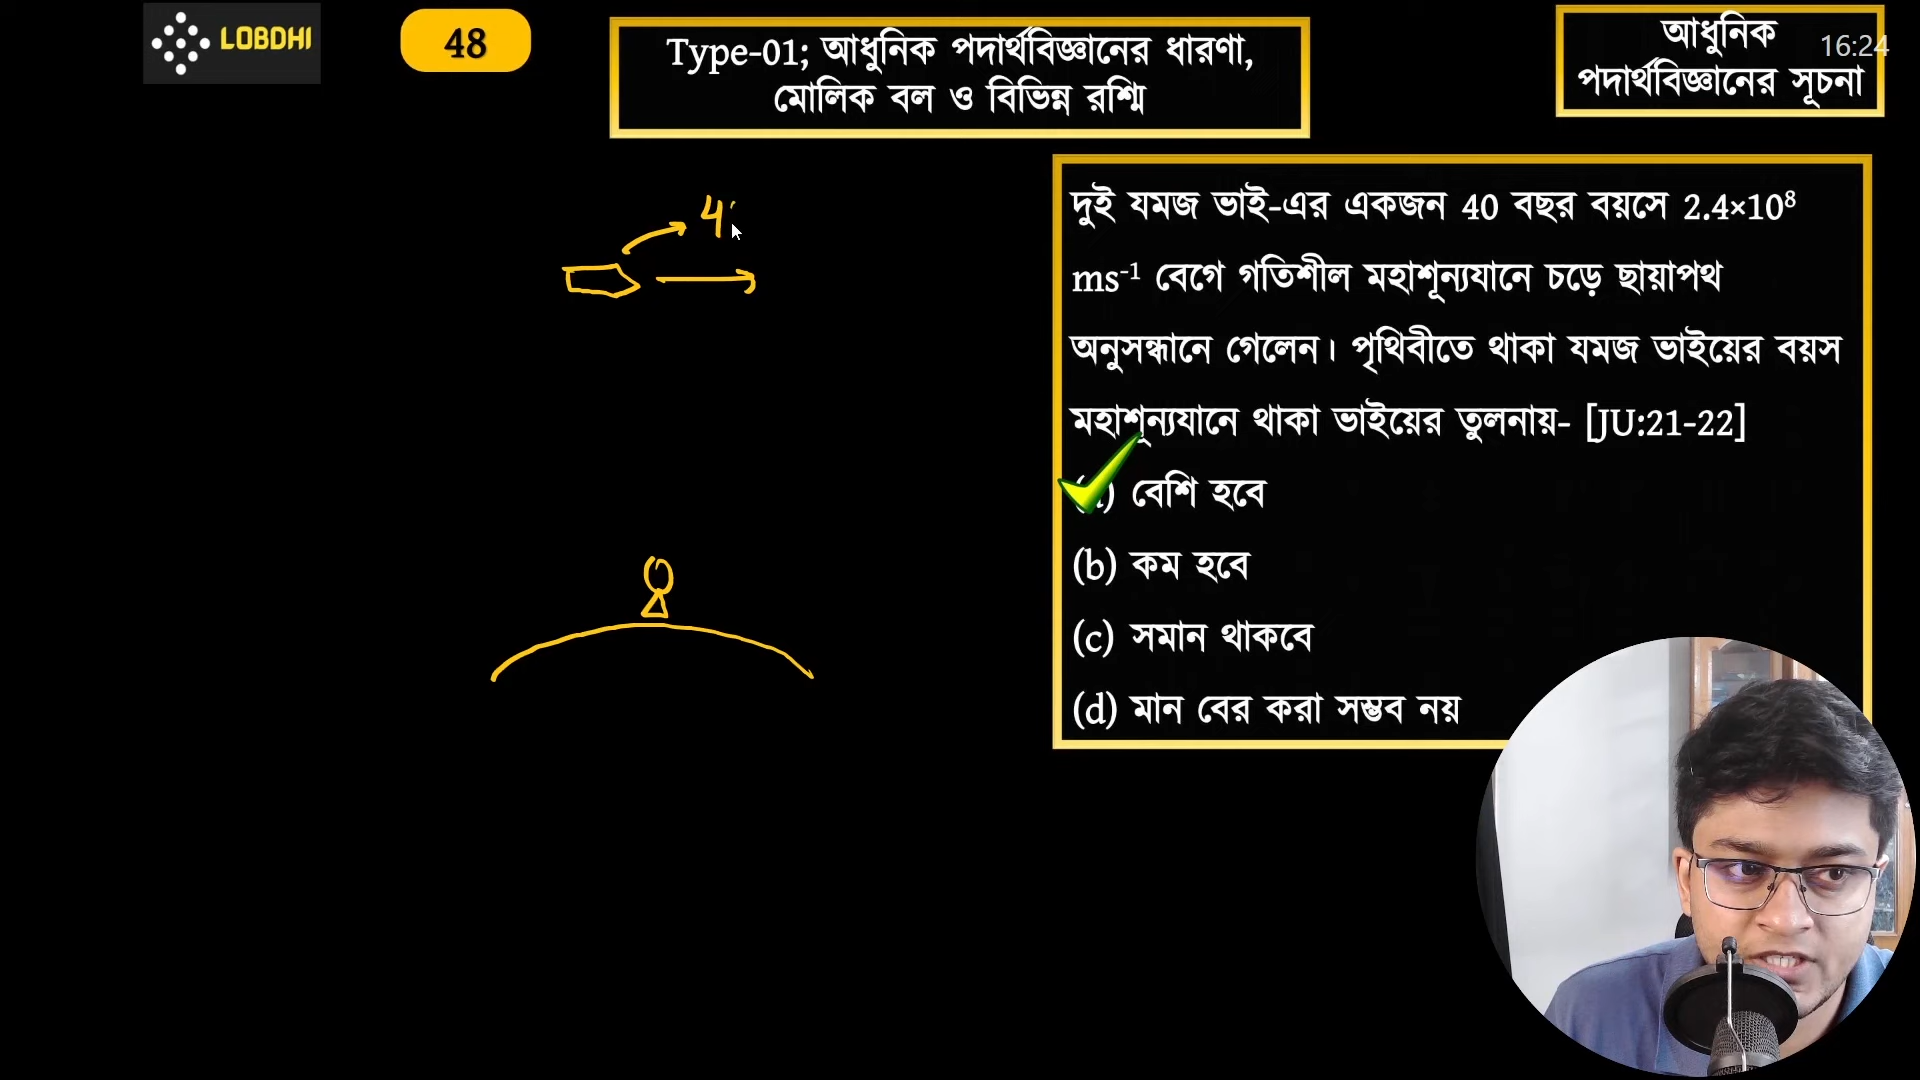 LOBDHI
48
Type-01; আধুনিক পদার্থবিজ্ঞানের ধারণা,
মোলিক বল ও বিভিন্ন রশ্মি
আধুনিক
পদার্থবিজ্ঞানের সূচনা
16:24
দুই যমজ ভাই-এর একজন 40 বছর বয়সে 2.4×10⁸
ms⁻¹ বেগে গতিশীল মহাশূন্যযানে চড়ে ছায়াপথ
অনুসন্ধানে গেলেন। পৃথিবীতে থাকা যমজ ভাইয়ের বয়স
মহাশূন্যযানে থাকা ভাইয়ের তুলনায়- [JU:21-22]
বেশি হবে
(b) কম হবে
(c) সমান থাকবে
(d) মান বের করা সম্ভব নয়
4